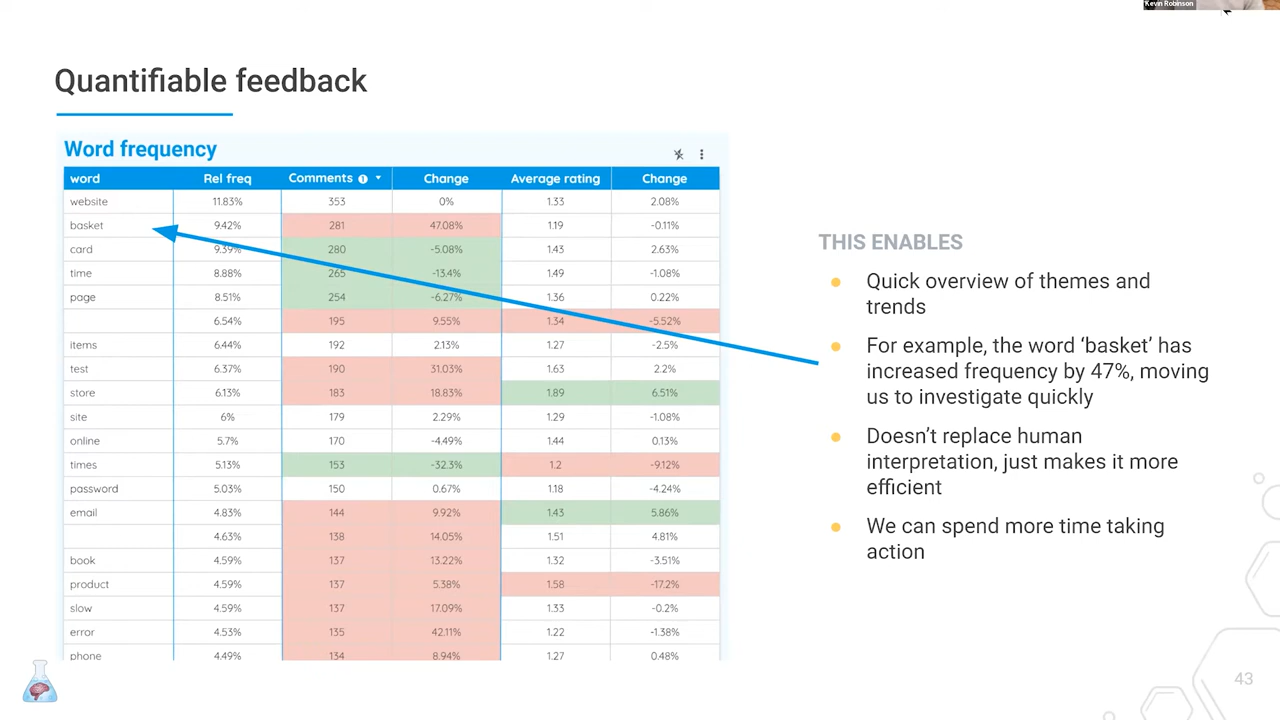 Kevin Robinson
Quantifiable feedback
Word frequency
word Rel freq Comments Change Average rating Change
website 11.83% 353 0% 1.33 2.08%
basket 9.42% 281 47.08% 1.19 -0.11%
card 9.39% 280 -5.08% 1.43 2.63%
time 8.88% 265 -13.4% 1.49 -1.08%
page 8.51% 254 -6.27% 1.36 0.22%
6.54% 195 9.55% 1.34 -5.52%
items 6.44% 192 2.13% 1.27 -2.5%
test 6.37% 190 31.03% 1.63 2.2%
store 6.13% 183 18.83% 1.89 6.51%
site 6% 179 2.29% 1.29 -1.08%
online 5.7% 170 -4.49% 1.44 0.13%
times 5.13% 153 -32.3% 1.2 -9.12%
password 5.03% 150 0.67% 1.18 -4.24%
email 4.83% 144 9.92% 1.43 5.86%
4.63% 138 14.05% 1.51 4.81%
book 4.59% 137 13.22% 1.32 -3.51%
product 4.59% 137 5.38% 1.58 -17.2%
slow 4.59% 137 17.09% 1.33 -0.2%
error 4.53% 135 42.11% 1.22 -1.38%
phone 4.49% 134 8.94% 1.27 0.48%
THIS ENABLES
Quick overview of themes and
trends
For example, the word ‘basket’ has
increased frequency by 47%, moving
us to investigate quickly
Doesn’t replace human
interpretation, just makes it more
efficient
We can spend more time taking
action
43